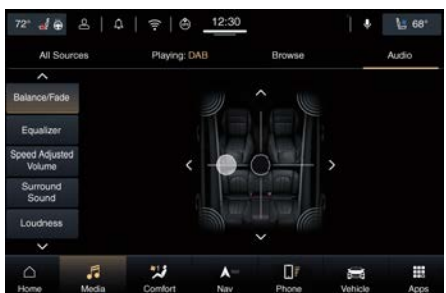 72° 12:30 68°
All Sources Playing: DAB Browse Audio
Balance/Fade
Equalizer
Speed Adjusted
Volume
Surround
Sound
Loudness
Home Media Comfort Nav Phone Vehicle Apps